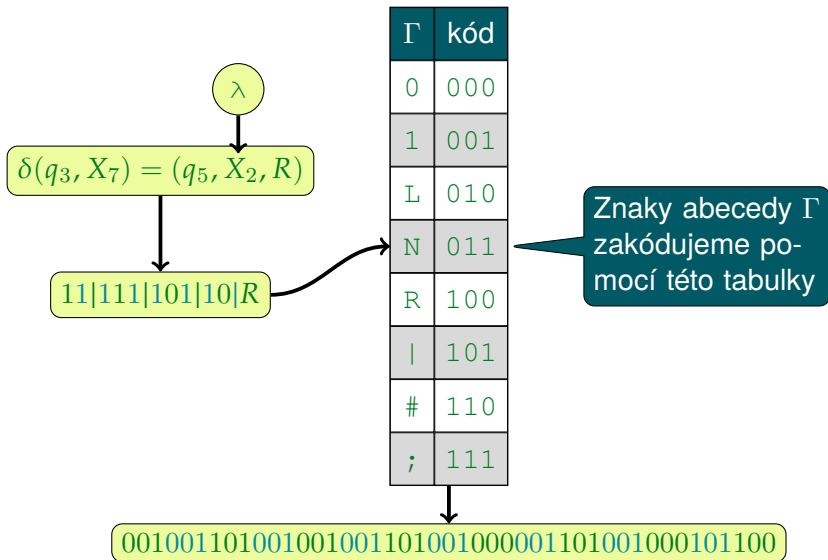 λ
δ(q₃, X₇) = (q₅, X₂, R)
11|111|101|10|R
Γ kód
0 000
1 001
L 010
N 011
R 100
| 101
# 110
; 111
Znaky abecedy Γ
zakódujeme po-
mocí této tabulky
001001101001001001101001000001101001000101100